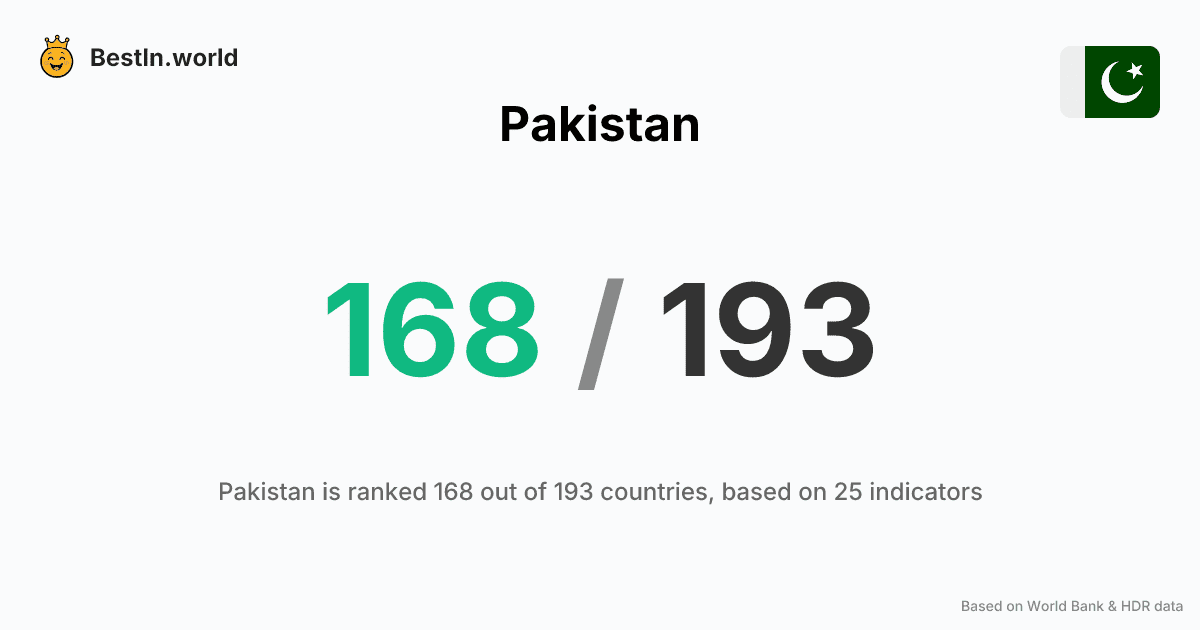 BestIn.world
Pakistan
168 / 193
Pakistan is ranked 168 out of 193 countries, based on 25 indicators
Based on World Bank & HDR data